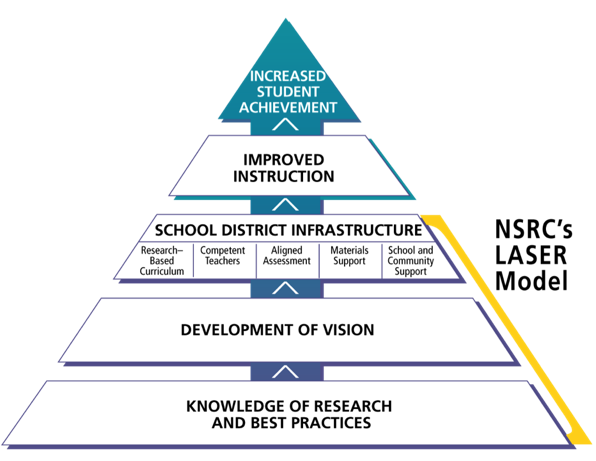 INCREASED
STUDENT
ACHIEVEMENT
IMPROVED
INSTRUCTION
SCHOOL DISTRICT INFRASTRUCTURE
Research–
Based
Curriculum
Competent
Teachers
Aligned
Assessment
Materials
Support
School and
Community
Support
NSRC's
LASER
Model
DEVELOPMENT OF VISION
KNOWLEDGE OF RESEARCH
AND BEST PRACTICES